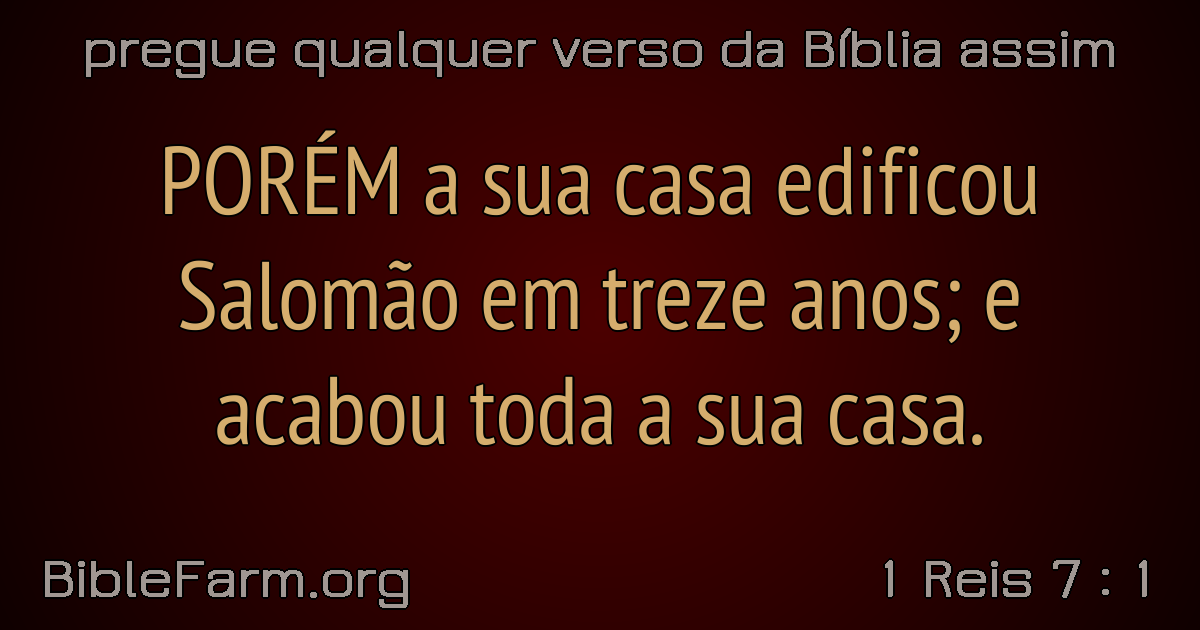 pregue qualquer verso da Bíblia assim
PORÉM a sua casa edificou
Salomão em treze anos; e
acabou toda a sua casa.
BibleFarm.org
1 Reis 7 : 1